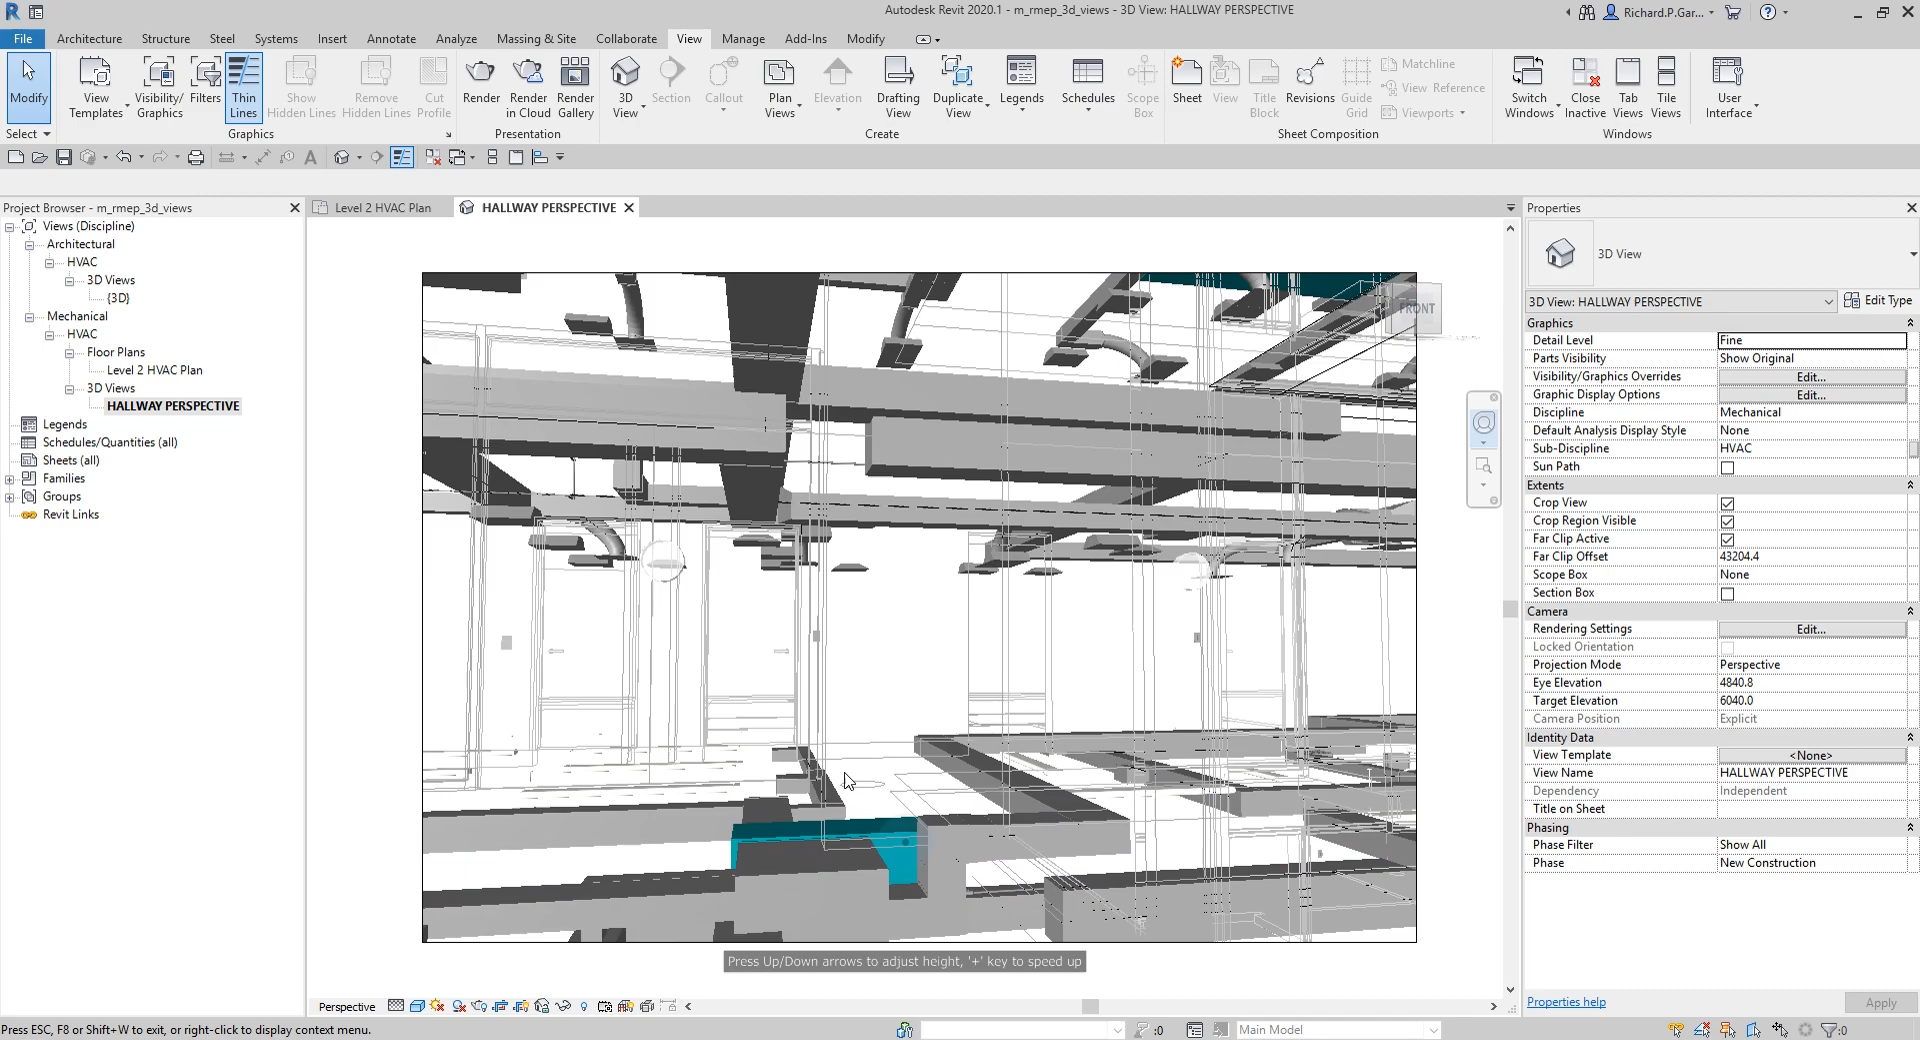 Autodesk Revit 2020.1 - m_rmep_3d_views - 3D View: HALLWAY PERSPECTIVE
Richard.P.Gar...
File Architecture Structure Steel Systems Insert Annotate Analyze Massing & Site Collaborate View Manage Add-Ins Modify
Modify
View Templates
Visibility/ Graphics
Filters
Thin Lines
Show Hidden Lines
Remove Hidden Lines
Cut Profile
Render
Render in Cloud
Render Gallery
3D View
Section
Callout
Plan Views
Elevation
Drafting View
Duplicate View
Legends
Schedules
Scope Box
Sheet
View
Title Block
Revisions
Guide Grid
Matchline
View Reference
Viewports
Switch Windows
Close Inactive
Tab Views
Tile Views
User Interface
Select
Graphics
Presentation
Create
Sheet Composition
Windows
Project Browser - m_rmep_3d_views
Views (Discipline)
Architectural
HVAC
3D Views
{3D}
Mechanical
HVAC
Floor Plans
Level 2 HVAC Plan
3D Views
HALLWAY PERSPECTIVE
Legends
Schedules/Quantities (all)
Sheets (all)
Families
Groups
Revit Links
Level 2 HVAC Plan
HALLWAY PERSPECTIVE
FRONT
Press Up/Down arrows to adjust height, '+' key to speed up
Perspective
Properties
3D View
3D View: HALLWAY PERSPECTIVE
Edit Type
Graphics
Detail Level Fine
Parts Visibility Show Original
Visibility/Graphics Overrides Edit...
Graphic Display Options Edit...
Discipline Mechanical
Default Analysis Display Style None
Sub-Discipline HVAC
Sun Path
Extents
Crop View
Crop Region Visible
Far Clip Active
Far Clip Offset 43204.4
Scope Box None
Section Box
Camera
Rendering Settings Edit...
Locked Orientation
Projection Mode Perspective
Eye Elevation 4840.8
Target Elevation 6040.0
Camera Position Explicit
Identity Data
View Template <None>
View Name HALLWAY PERSPECTIVE
Dependency Independent
Title on Sheet
Phasing
Phase Filter Show All
Phase New Construction
Properties help
Apply
Press ESC, F8 or Shift+W to exit, or right-click to display context menu.
:0
Main Model
:0